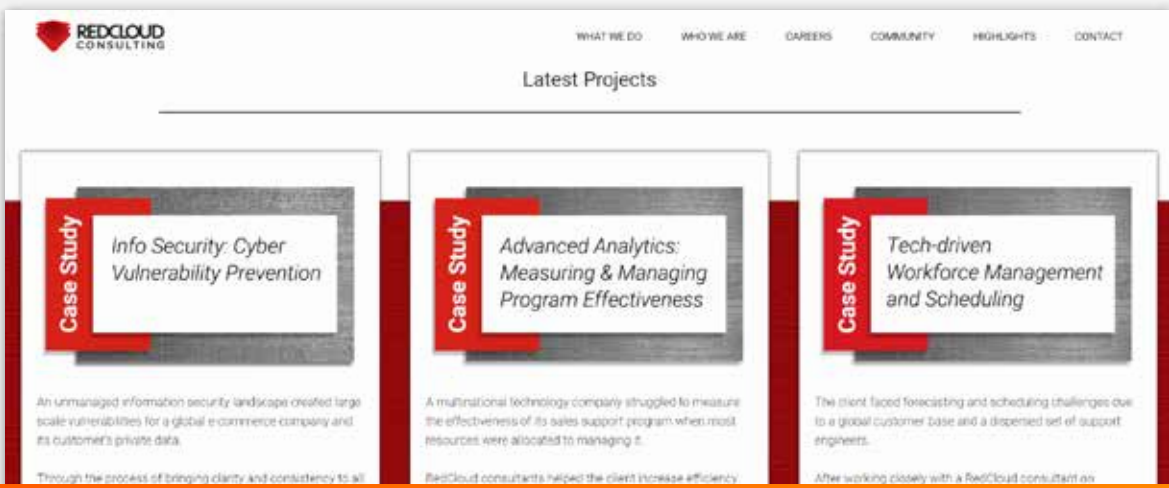 REDCLOUD
CONSULTING
WHAT WE DO WHO WE ARE CAREERS COMMUNITY HIGHLIGHTS CONTACT
Latest Projects
Case Study
Info Security: Cyber
Vulnerability Prevention
An unmanaged information security landscape created large
scale vulnerabilities for a global e-commerce company and
its customer's private data.
Through the process of bringing clarity and consistency to all
Case Study
Advanced Analytics:
Measuring & Managing
Program Effectiveness
A multinational technology company struggled to measure
the effectiveness of its sales support program when most
resources were allocated to managing it.
RedCloud consultants helped the client increase efficiency
Case Study
Tech-driven
Workforce Management
and Scheduling
The client faced forecasting and scheduling challenges due
to a global customer base and a dispersed set of support
engineers.
After working closely with a RedCloud consultant on